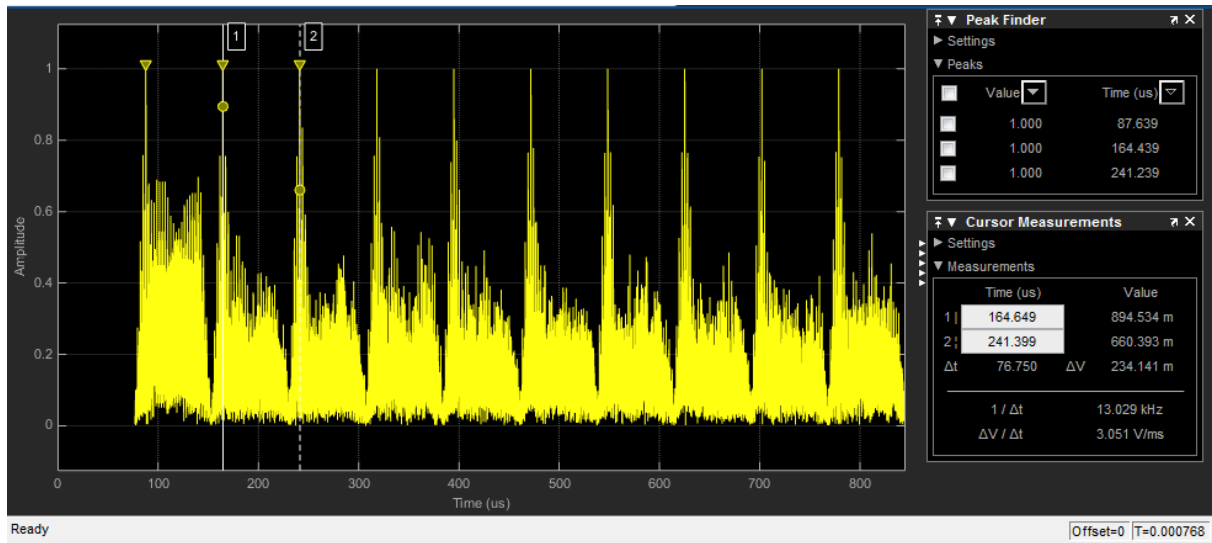 1
2
1
0.8
0.6
0.4
0.2
0
Amplitude
0 100 200 300 400 500 600 700 800
Time (us)
Peak Finder
Settings
Peaks
Value Time (us)
1.000 87.639
1.000 164.439
1.000 241.239
Cursor Measurements
Settings
Measurements
Time (us) Value
1 164.649 894.534 m
2 241.399 660.393 m
Δt 76.750 ΔV 234.141 m
1 / Δt 13.029 kHz
ΔV / Δt 3.051 V/ms
Ready Offset=0 T=0.000768